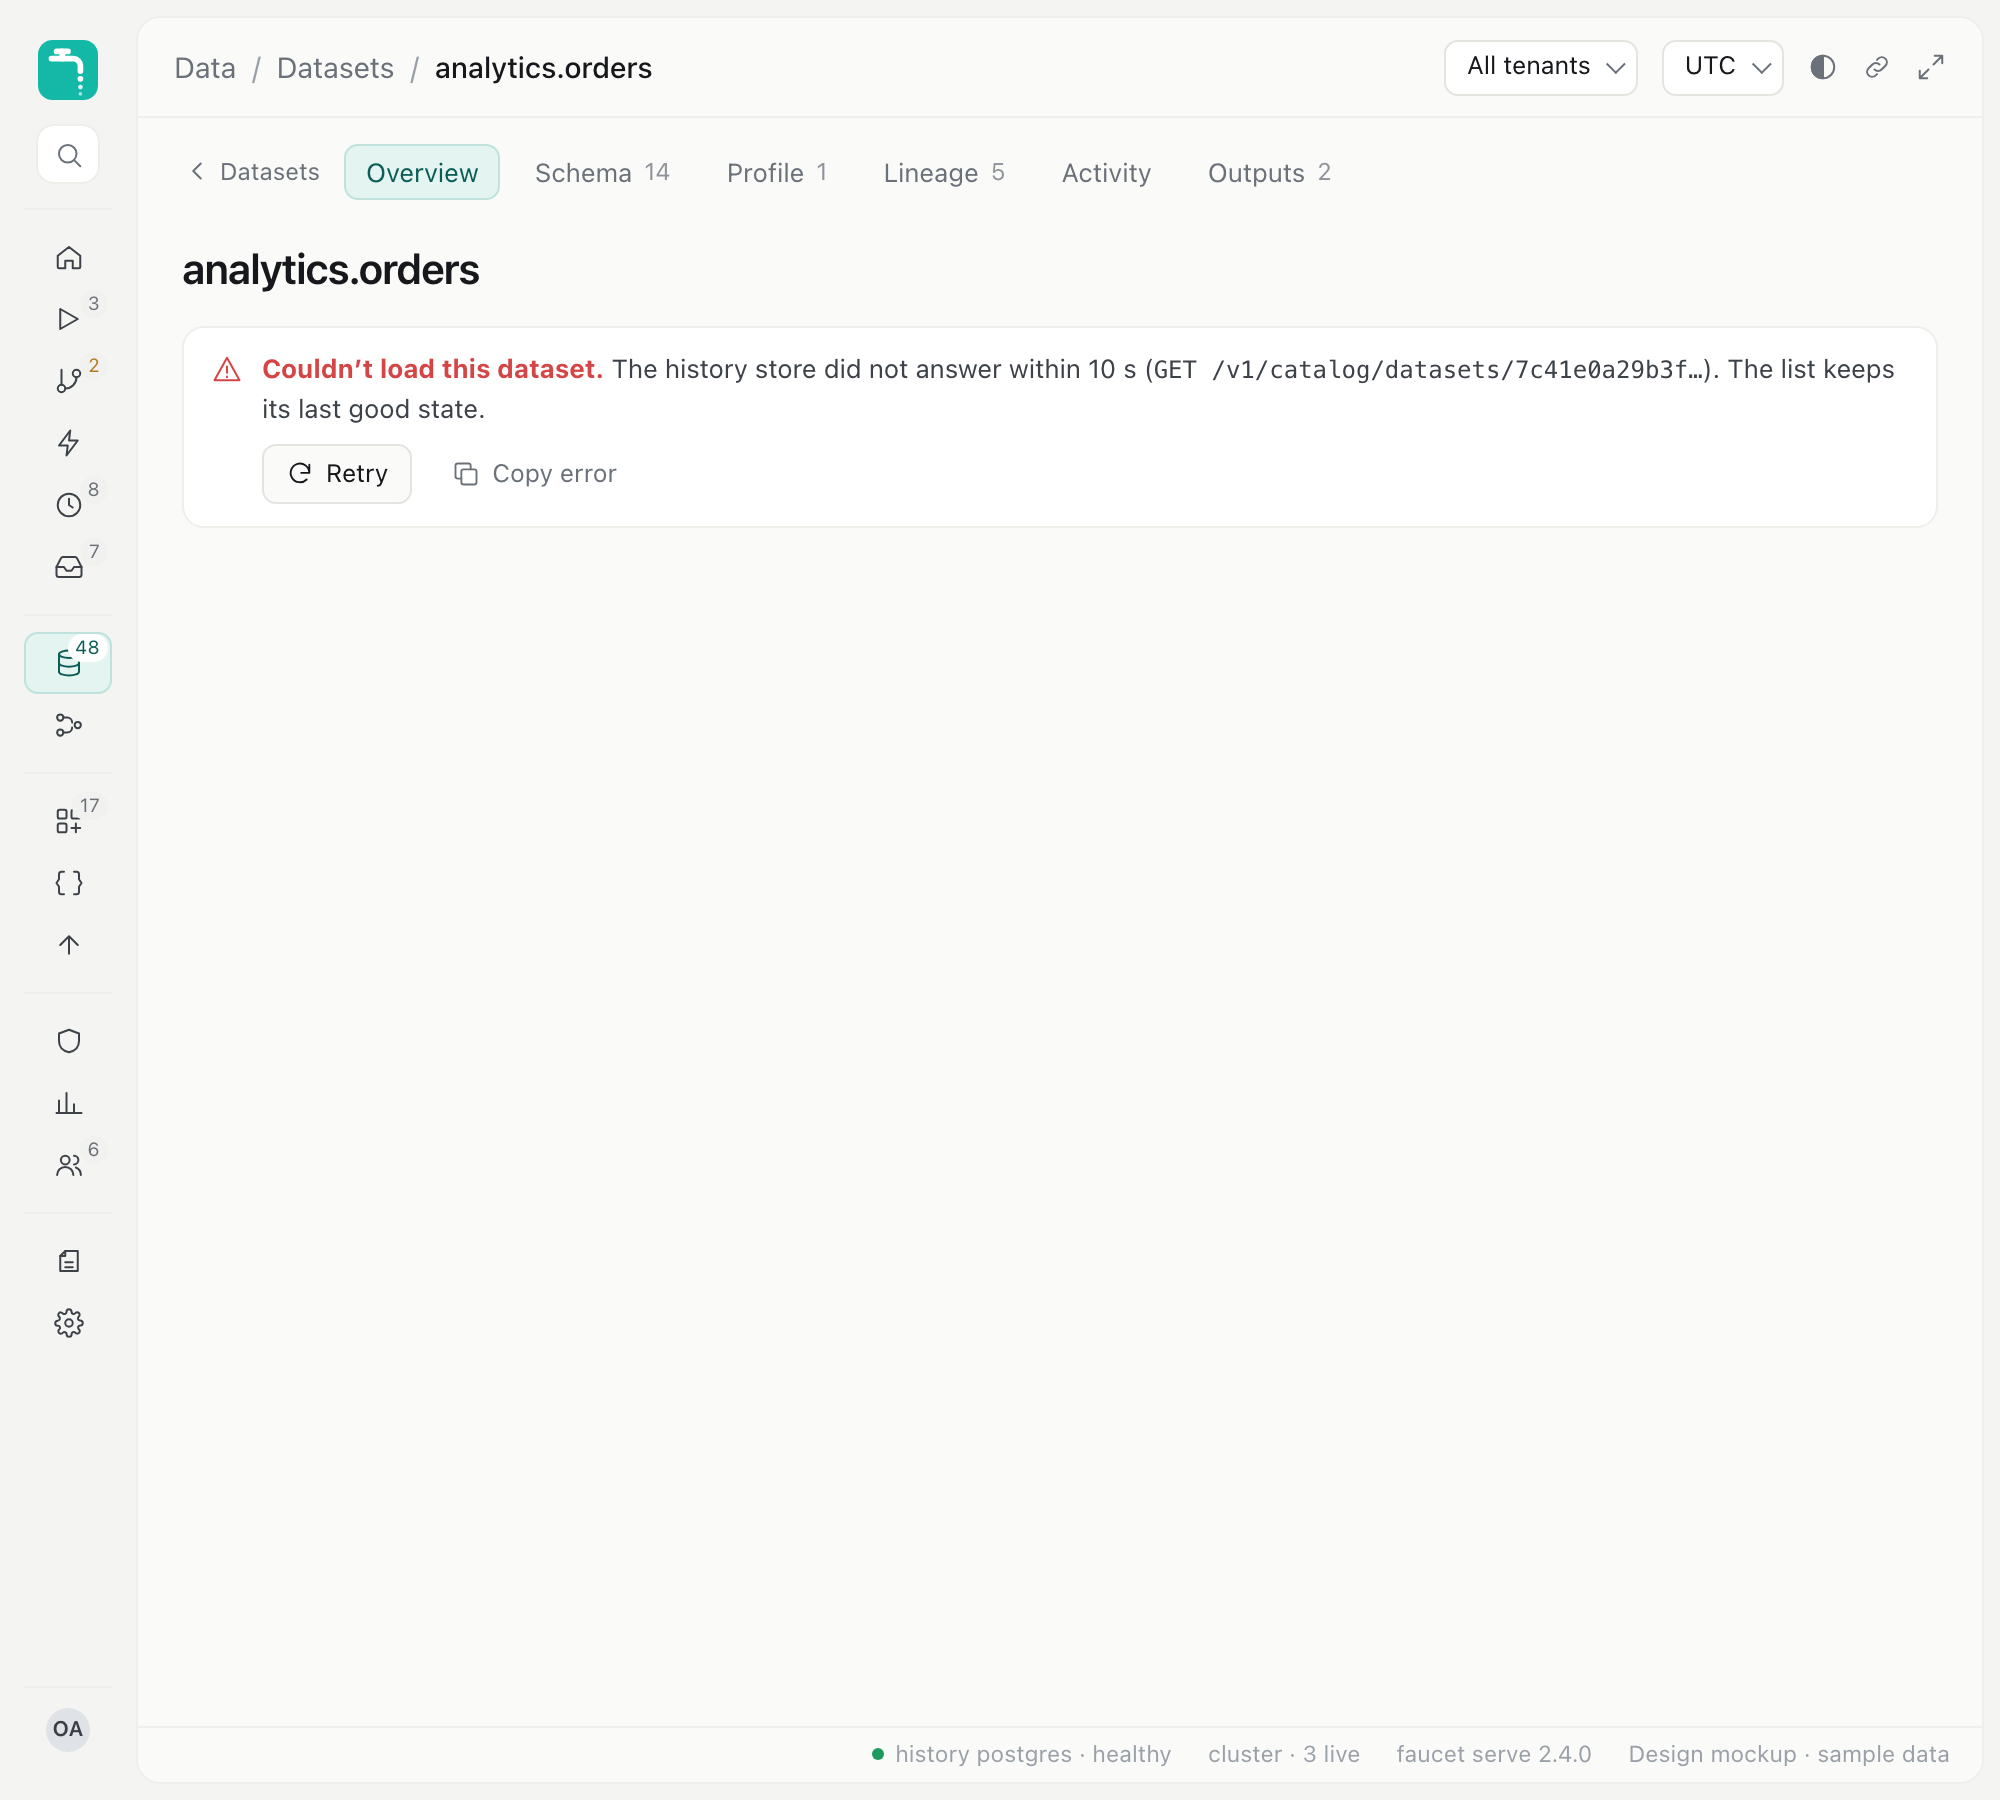 Data / Datasets / analytics.orders
All tenants
UTC
Datasets
Overview
Schema 14
Profile 1
Lineage 5
Activity
Outputs 2
3
2
8
7
48
17
6
OA
analytics.orders
Couldn’t load this dataset. The history store did not answer within 10 s (GET /v1/catalog/datasets/7c41e0a29b3f…). The list keeps
its last good state.
Retry
Copy error
history postgres · healthy
cluster · 3 live
faucet serve 2.4.0
Design mockup · sample data